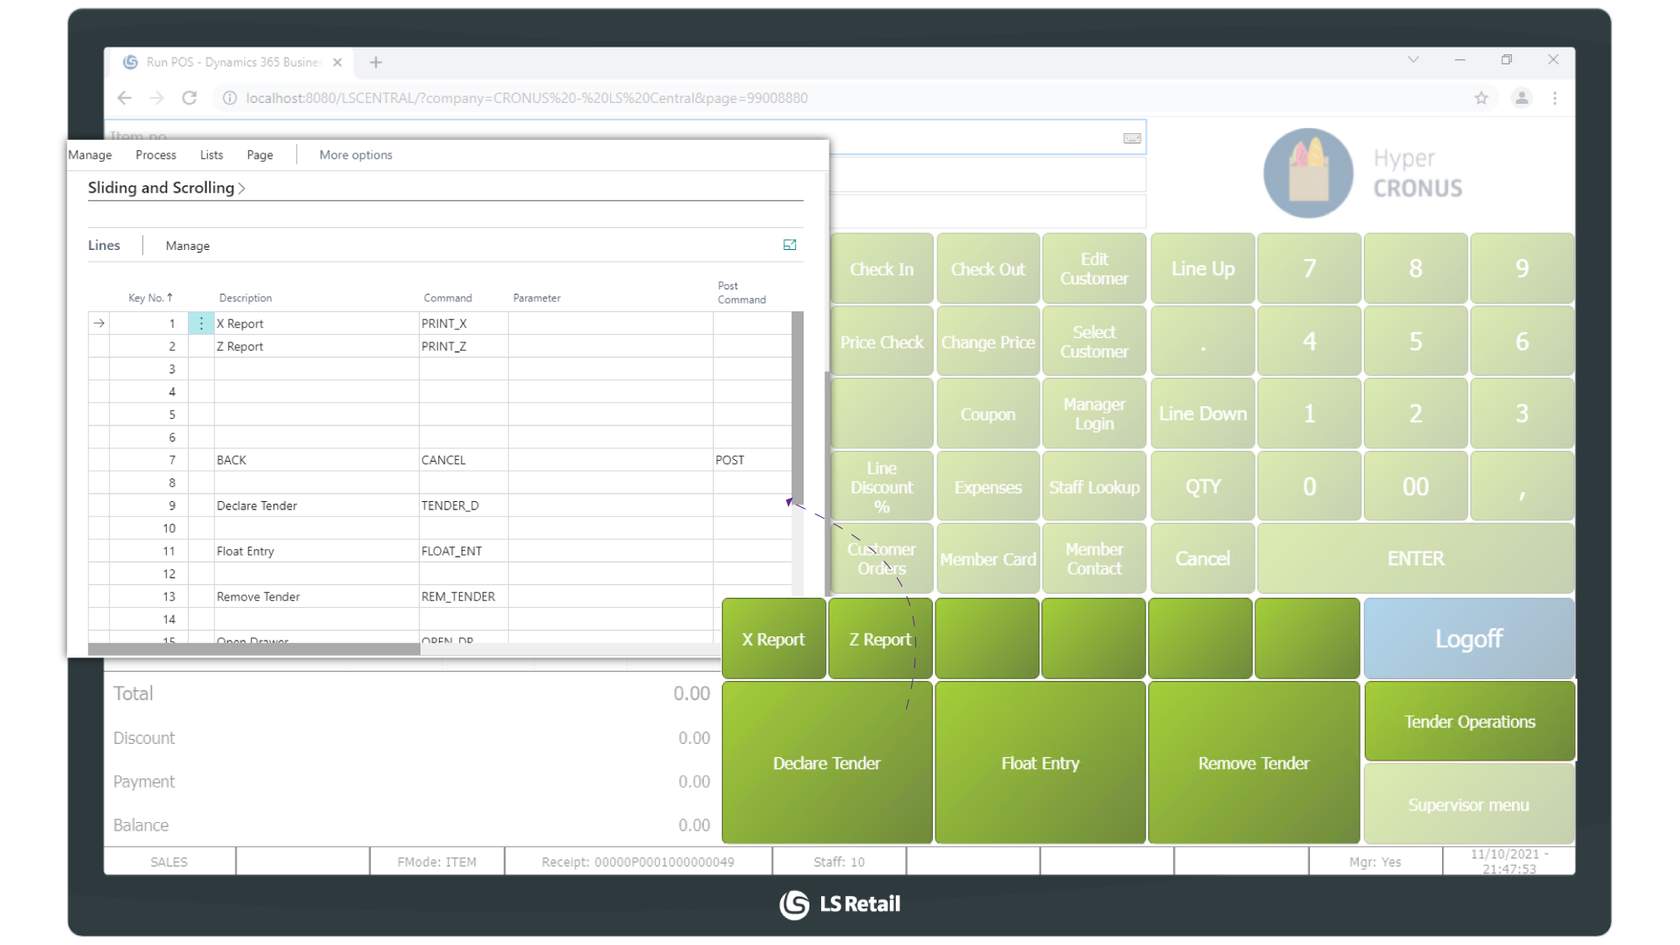 Run POS - Dynamics 365 Busine
localhost:8080/LSCENTRAL/?company=CRONUS%20-%20LS%20Central&page=99008880
Item no
Manage Process Lists Page More options
Sliding and Scrolling
Lines Manage
Key No. ↑ Description Command Parameter Post Command
1 X Report PRINT_X
2 Z Report PRINT_Z
3
4
5
6
7 BACK CANCEL POST
8
9 Declare Tender TENDER_D
10
11 Float Entry FLOAT_ENT
12
13 Remove Tender REM_TENDER
14
15 Open Drawer OPEN_DR
Hyper
CRONUS
Check In Check Out Edit Customer Line Up 7 8 9
Price Check Change Price Select Customer . 4 5 6
Coupon Manager Login Line Down 1 2 3
Line Discount % Expenses Staff Lookup QTY 0 00 ,
Customer Orders Member Card Member Contact Cancel ENTER
X Report Z Report Logoff
Declare Tender Float Entry Remove Tender Tender Operations
Supervisor menu
Total 0.00
Discount 0.00
Payment 0.00
Balance 0.00
SALES FMode: ITEM Receipt: 00000P0001000000049 Staff: 10 Mgr: Yes 11/10/2021 - 21:47:53
LS Retail